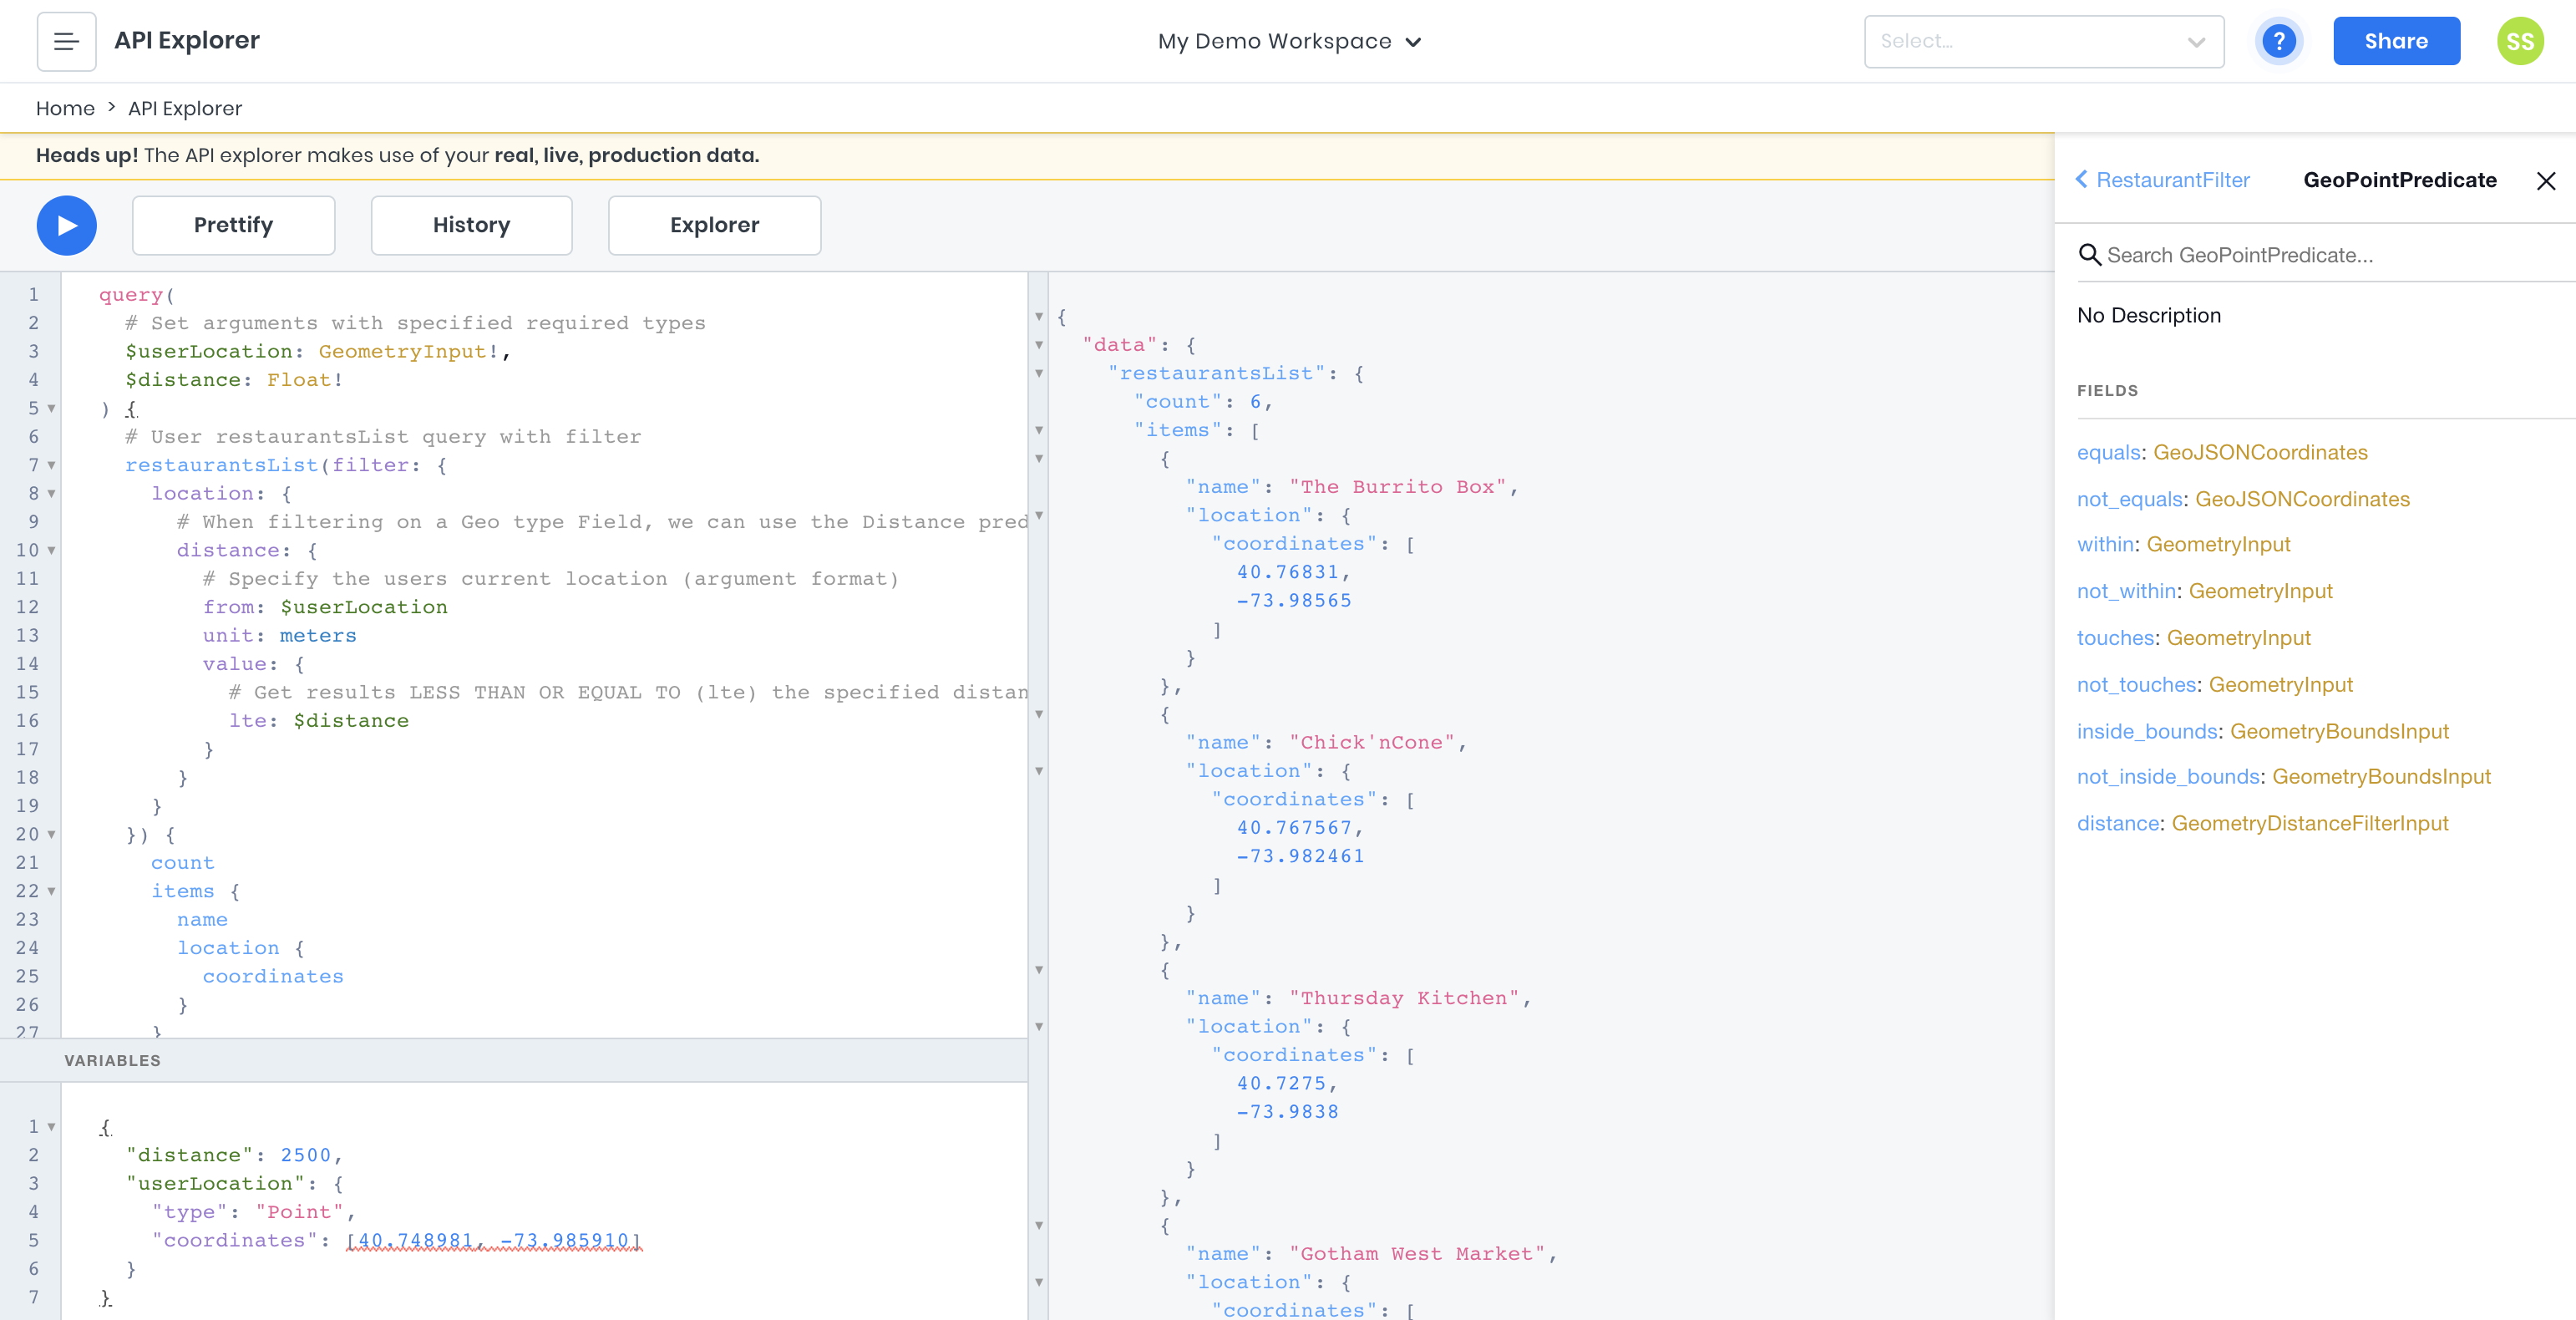 API Explorer
My Demo Workspace
Select...
?
Share
SS
Home > API Explorer
Heads up! The API explorer makes use of your real, live, production data.
Prettify
History
Explorer
1 query(
2 # Set arguments with specified required types
3 $userLocation: GeometryInput!,
4 $distance: Float!
5 ) {
6 # User restaurantsList query with filter
7 restaurantsList(filter: {
8 location: {
9 # When filtering on a Geo type Field, we can use the Distance pred
10 distance: {
11 # Specify the users current location (argument format)
12 from: $userLocation
13 unit: meters
14 value: {
15 # Get results LESS THAN OR EQUAL TO (lte) the specified distan
16 lte: $distance
17 }
18 }
19 }
20 }) {
21 count
22 items {
23 name
24 location {
25 coordinates
26 }
27 }
VARIABLES
1 {
2 "distance": 2500,
3 "userLocation": {
4 "type": "Point",
5 "coordinates": [40.748981, -73.985910]
6 }
7 }
{
"data": {
"restaurantsList": {
"count": 6,
"items": [
{
"name": "The Burrito Box",
"location": {
"coordinates": [
40.76831,
-73.98565
]
}
},
{
"name": "Chick'nCone",
"location": {
"coordinates": [
40.767567,
-73.982461
]
}
},
{
"name": "Thursday Kitchen",
"location": {
"coordinates": [
40.7275,
-73.9838
]
}
},
{
"name": "Gotham West Market",
"location": {
"coordinates": [
RestaurantFilter
GeoPointPredicate
Search GeoPointPredicate...
No Description
FIELDS
equals: GeoJSONCoordinates
not_equals: GeoJSONCoordinates
within: GeometryInput
not_within: GeometryInput
touches: GeometryInput
not_touches: GeometryInput
inside_bounds: GeometryBoundsInput
not_inside_bounds: GeometryBoundsInput
distance: GeometryDistanceFilterInput